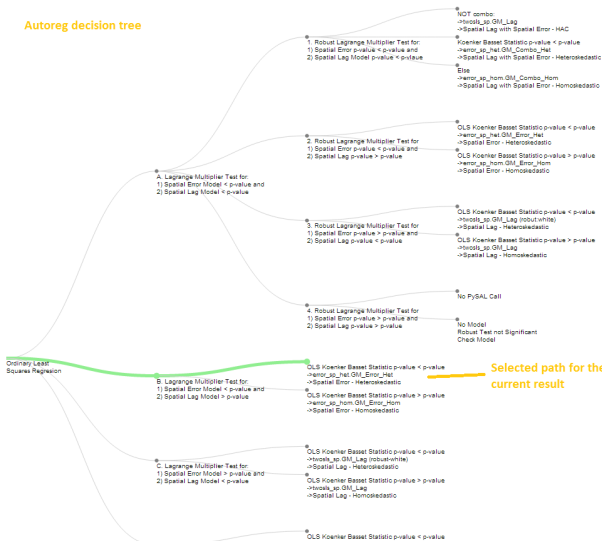 Autoreg decision tree
NOT combo:
->twosls_sp.GM_Lag
->Spatial Lag with Spatial Error - HAC
Koenker Basset Statistic p-value < p-value
->error_sp_het.GM_Combo_Het
->Spatial Lag with Spatial Error - Heteroskedastic
Else
->error_sp_hom.GM_Combo_Hom
->Spatial Lag with Spatial Error - Homoskedastic
1. Robust Lagrange Multiplier Test for:
1) Spatial Error p-value < p-value and
2) Spatial Lag Model p-value < p-vlaue
OLS Koenker Basset Statistic p-value < p-value
->error_sp_het.GM_Error_Het
->Spatial Error - Heteroskedastic
OLS Koenker Basset Statistic p-value > p-value
->error_sp_hom.GM_Error_Hom
->Spatial Error - Homoskedastic
2. Robust Lagrange Multiplier Test for
1) Spatial Error p-value < p-value and
2) Spatial Lag p-value > p-value
A. Lagrange Multiplier Test for:
1) Spatial Error Model < p-value and
2) Spatial Lag Model < p-value
OLS Koenker Basset Statistic p-value < p-value
->twosls_sp.GM_Lag (robut:white)
->Spatial Lag - Heteroskedastic
OLS Koenker Basset Statistic p-value > p-value
->twosls_sp.GM_Lag
->Spatial Lag - Homoskedastic
3. Robust Lagrange Multiplier Test for
1) Spatial Error p-value > p-value and
2) Spatial Lag p-value < p-value
No PySAL Call
No Model
Robust Test not Significant
Check Model
4. Robust Lagrange Multiplier Test for
1) Spatial Error p-value > p-value and
2) Spatial Lag p-value > p-value
Ordinary Least
Squares Regresion
OLS Koenker Basset Statistic p-value < p-value
->error_sp_het.GM_Error_Het
->Spatial Error - Heteroskedastic
Selected path for the
current result
B. Lagrange Multiplier Test for:
1) Spatial Error Model < p-value and
2) Spatial Lag Model > p-value
OLS Koenker Basset Statistic p-value > p-value
->error_sp_hom.GM_Error_Hom
->Spatial Error - Homoskedastic
OLS Koenker Basset Statistic p-value < p-value
->twosls_sp.GM_Lag (robust-white)
->Spatial Lag - Heteroskedastic
C. Lagrange Multiplier Test for:
1) Spatial Error Model > p-value and
2) Spatial Lag Model < p-value
OLS Koenker Basset Statistic p-value > p-value
->twosls_sp.GM_Lag
->Spatial Lag - Homoskedastic
OLS Koenker Basset Statistic p-value < p-value